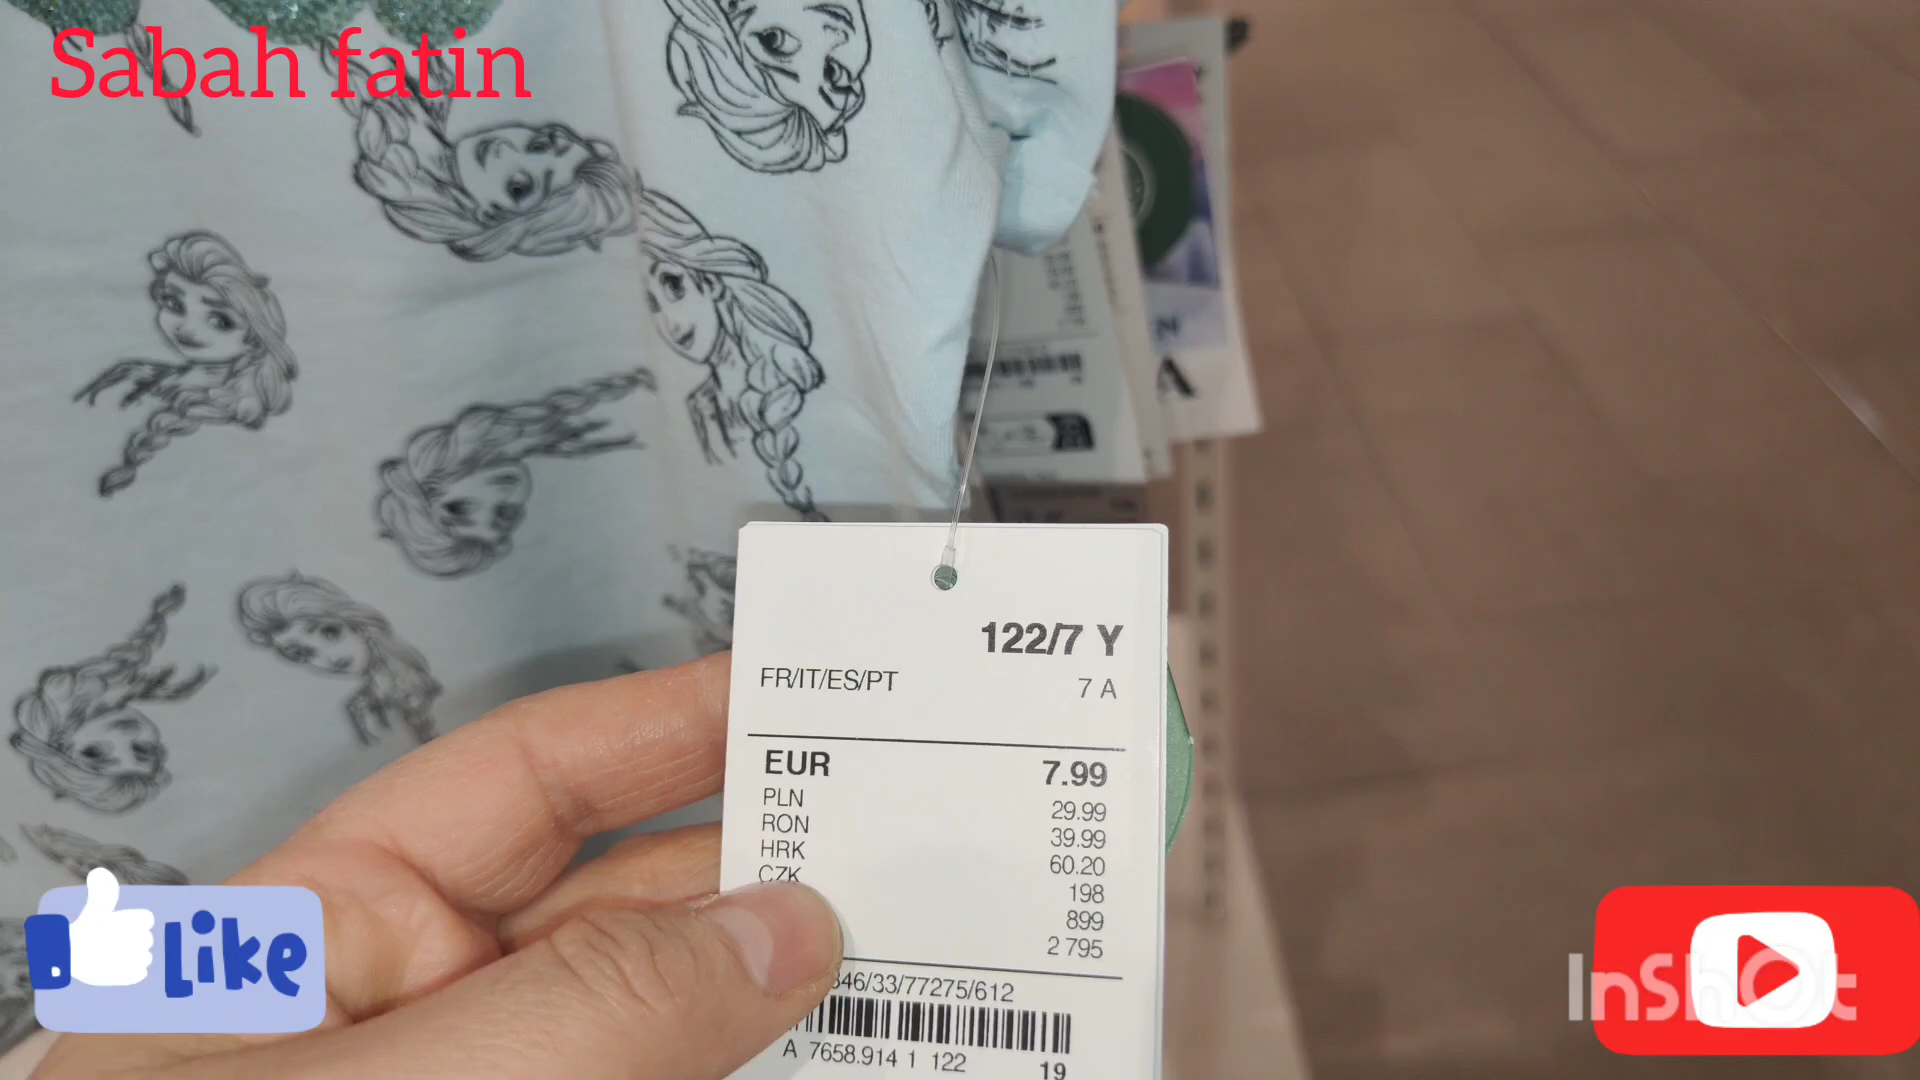 Sabah fatin
122/7 Y
FR/IT/ES/PT 7 A
EUR 7.99
PLN 29.99
RON 39.99
HRK 60.20
CZK 198
899
2 795
346/33/77275/612
A 7658.914 1 122 19
Like
InShOt